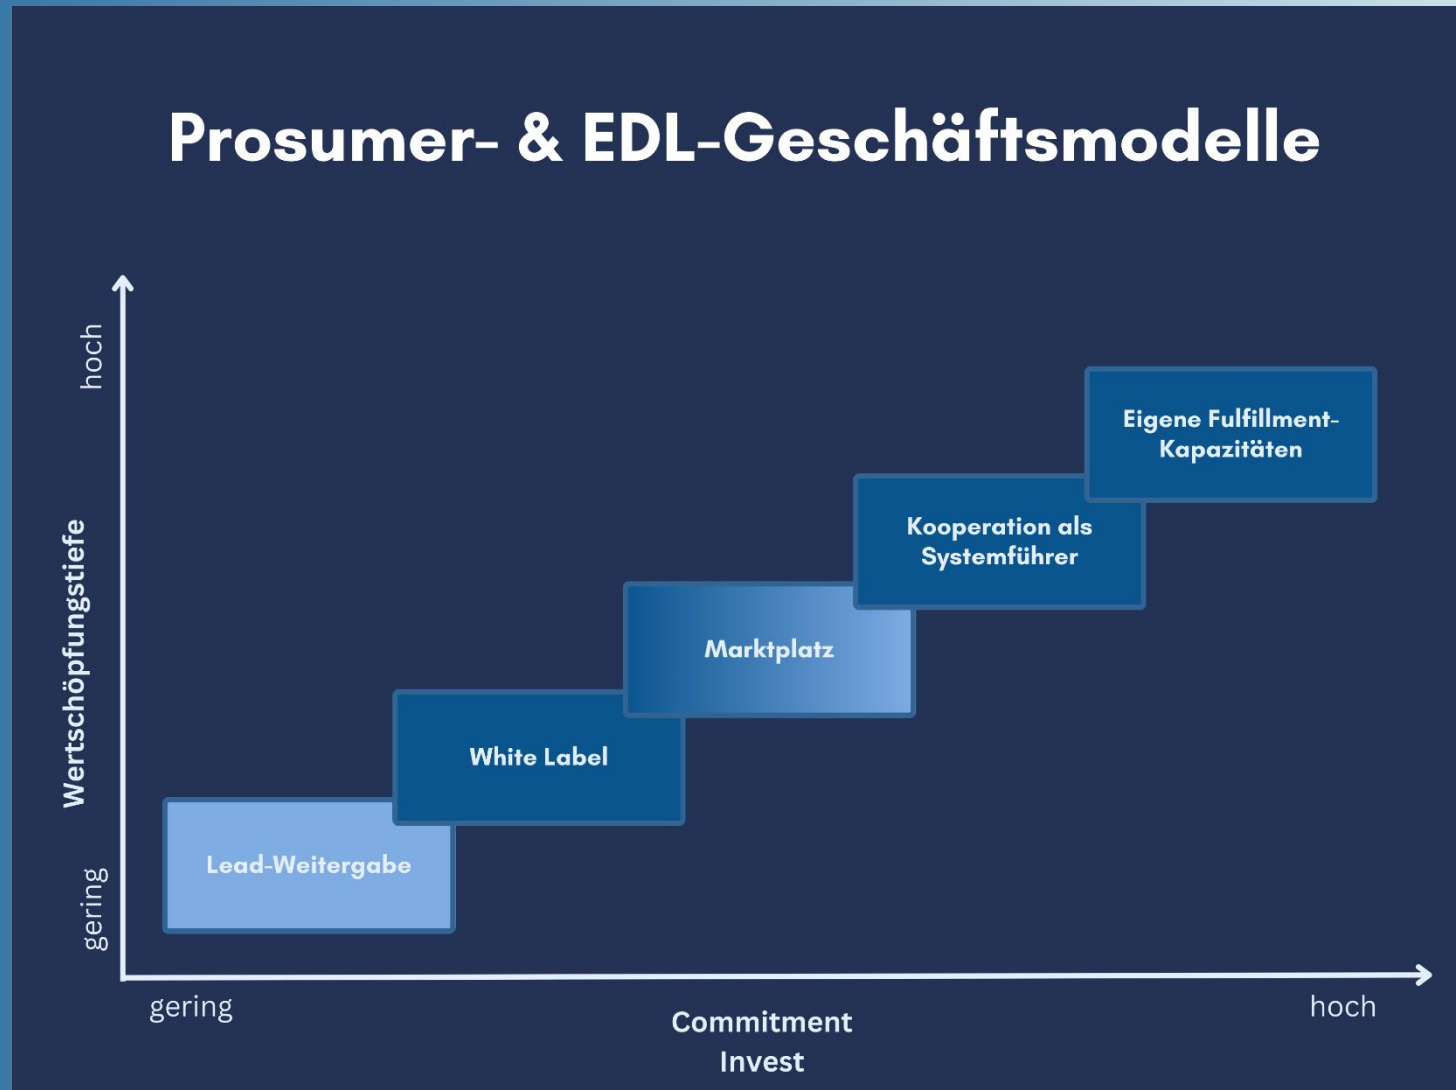 Prosumer- & EDL-Geschäftsmodelle
hoch
Wertschöpfungstiefe
gering
Eigene Fulfillment-
Kapazitäten
Kooperation als
Systemführer
Marktplatz
White Label
Lead-Weitergabe
gering
hoch
Commitment
Invest